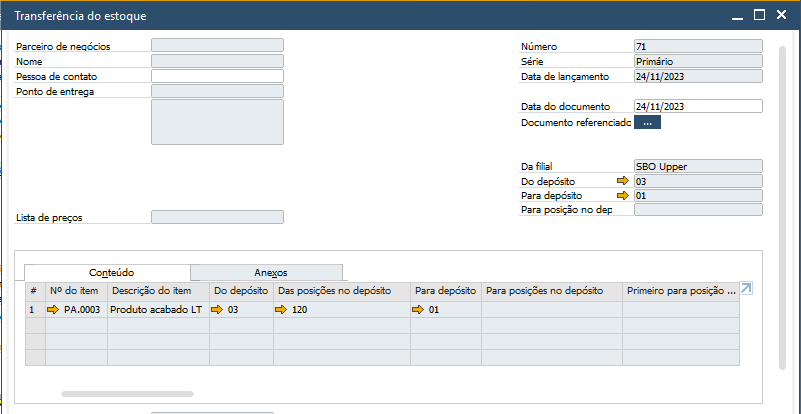 Transferência do estoque
Parceiro de negócios
Nome
Pessoa de contato
Ponto de entrega
Lista de preços
Número 71
Série Primário
Data de lançamento 24/11/2023
Data do documento 24/11/2023
Documento referenciado ...
Da filial SBO Upper
Do depósito 03
Para depósito 01
Para posição no dep
Conteúdo Anexos
# Nº do item Descrição do item Do depósito Das posições no depósito Para depósito Para posições no depósito Primeiro para posição ...
1 PA.0003 Produto acabado LT 03 120 01